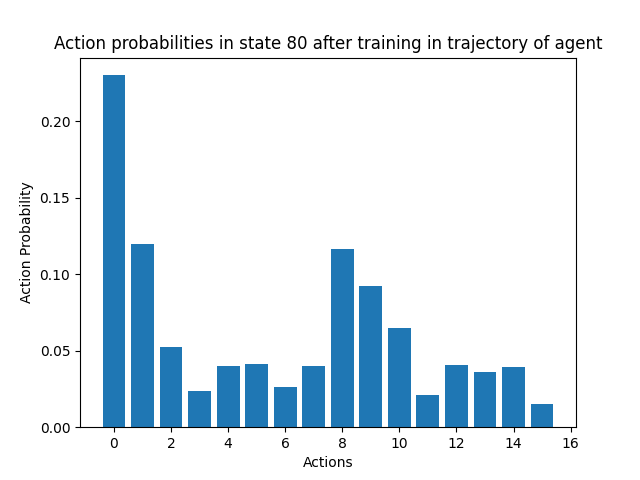 Action probabilities in state 80 after training in trajectory of agent
Action Probability
0.20
0.15
0.10
0.05
0.00
0 2 4 6 8 10 12 14 16
Actions